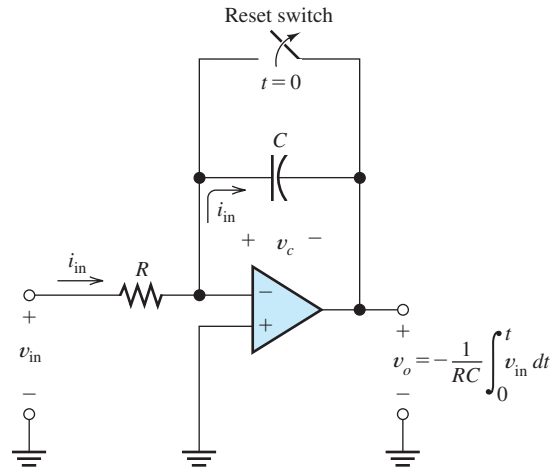 Reset switch
t = 0
C
i_in
+ v_c −
i_in
R
−
+
+
v_in
−
+
v_o = −1/RC ∫_0^t v_in dt
−